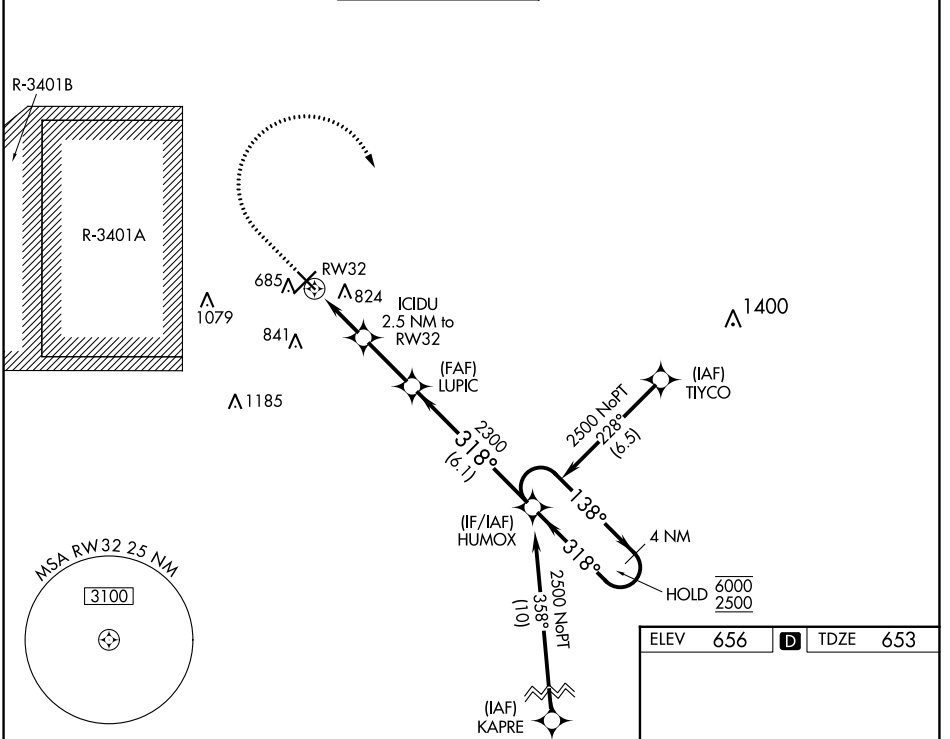 R-3401B
R-3401A
RW32
685
824
1079
841
1185
ICIDU
2.5 NM to
RW32
1400
(FAF)
LUPIC
(IAF)
TIYCO
2500 NoPT
228°
(6.5)
2300
318°
(6.1)
138°
(IF/IAF)
HUMOX
318°
4 NM
HOLD 6000
2500
2500 NoPT
358°
(10)
(IAF)
KAPRE
MSA RW32 25 NM
3100
ELEV 656 D TDZE 653